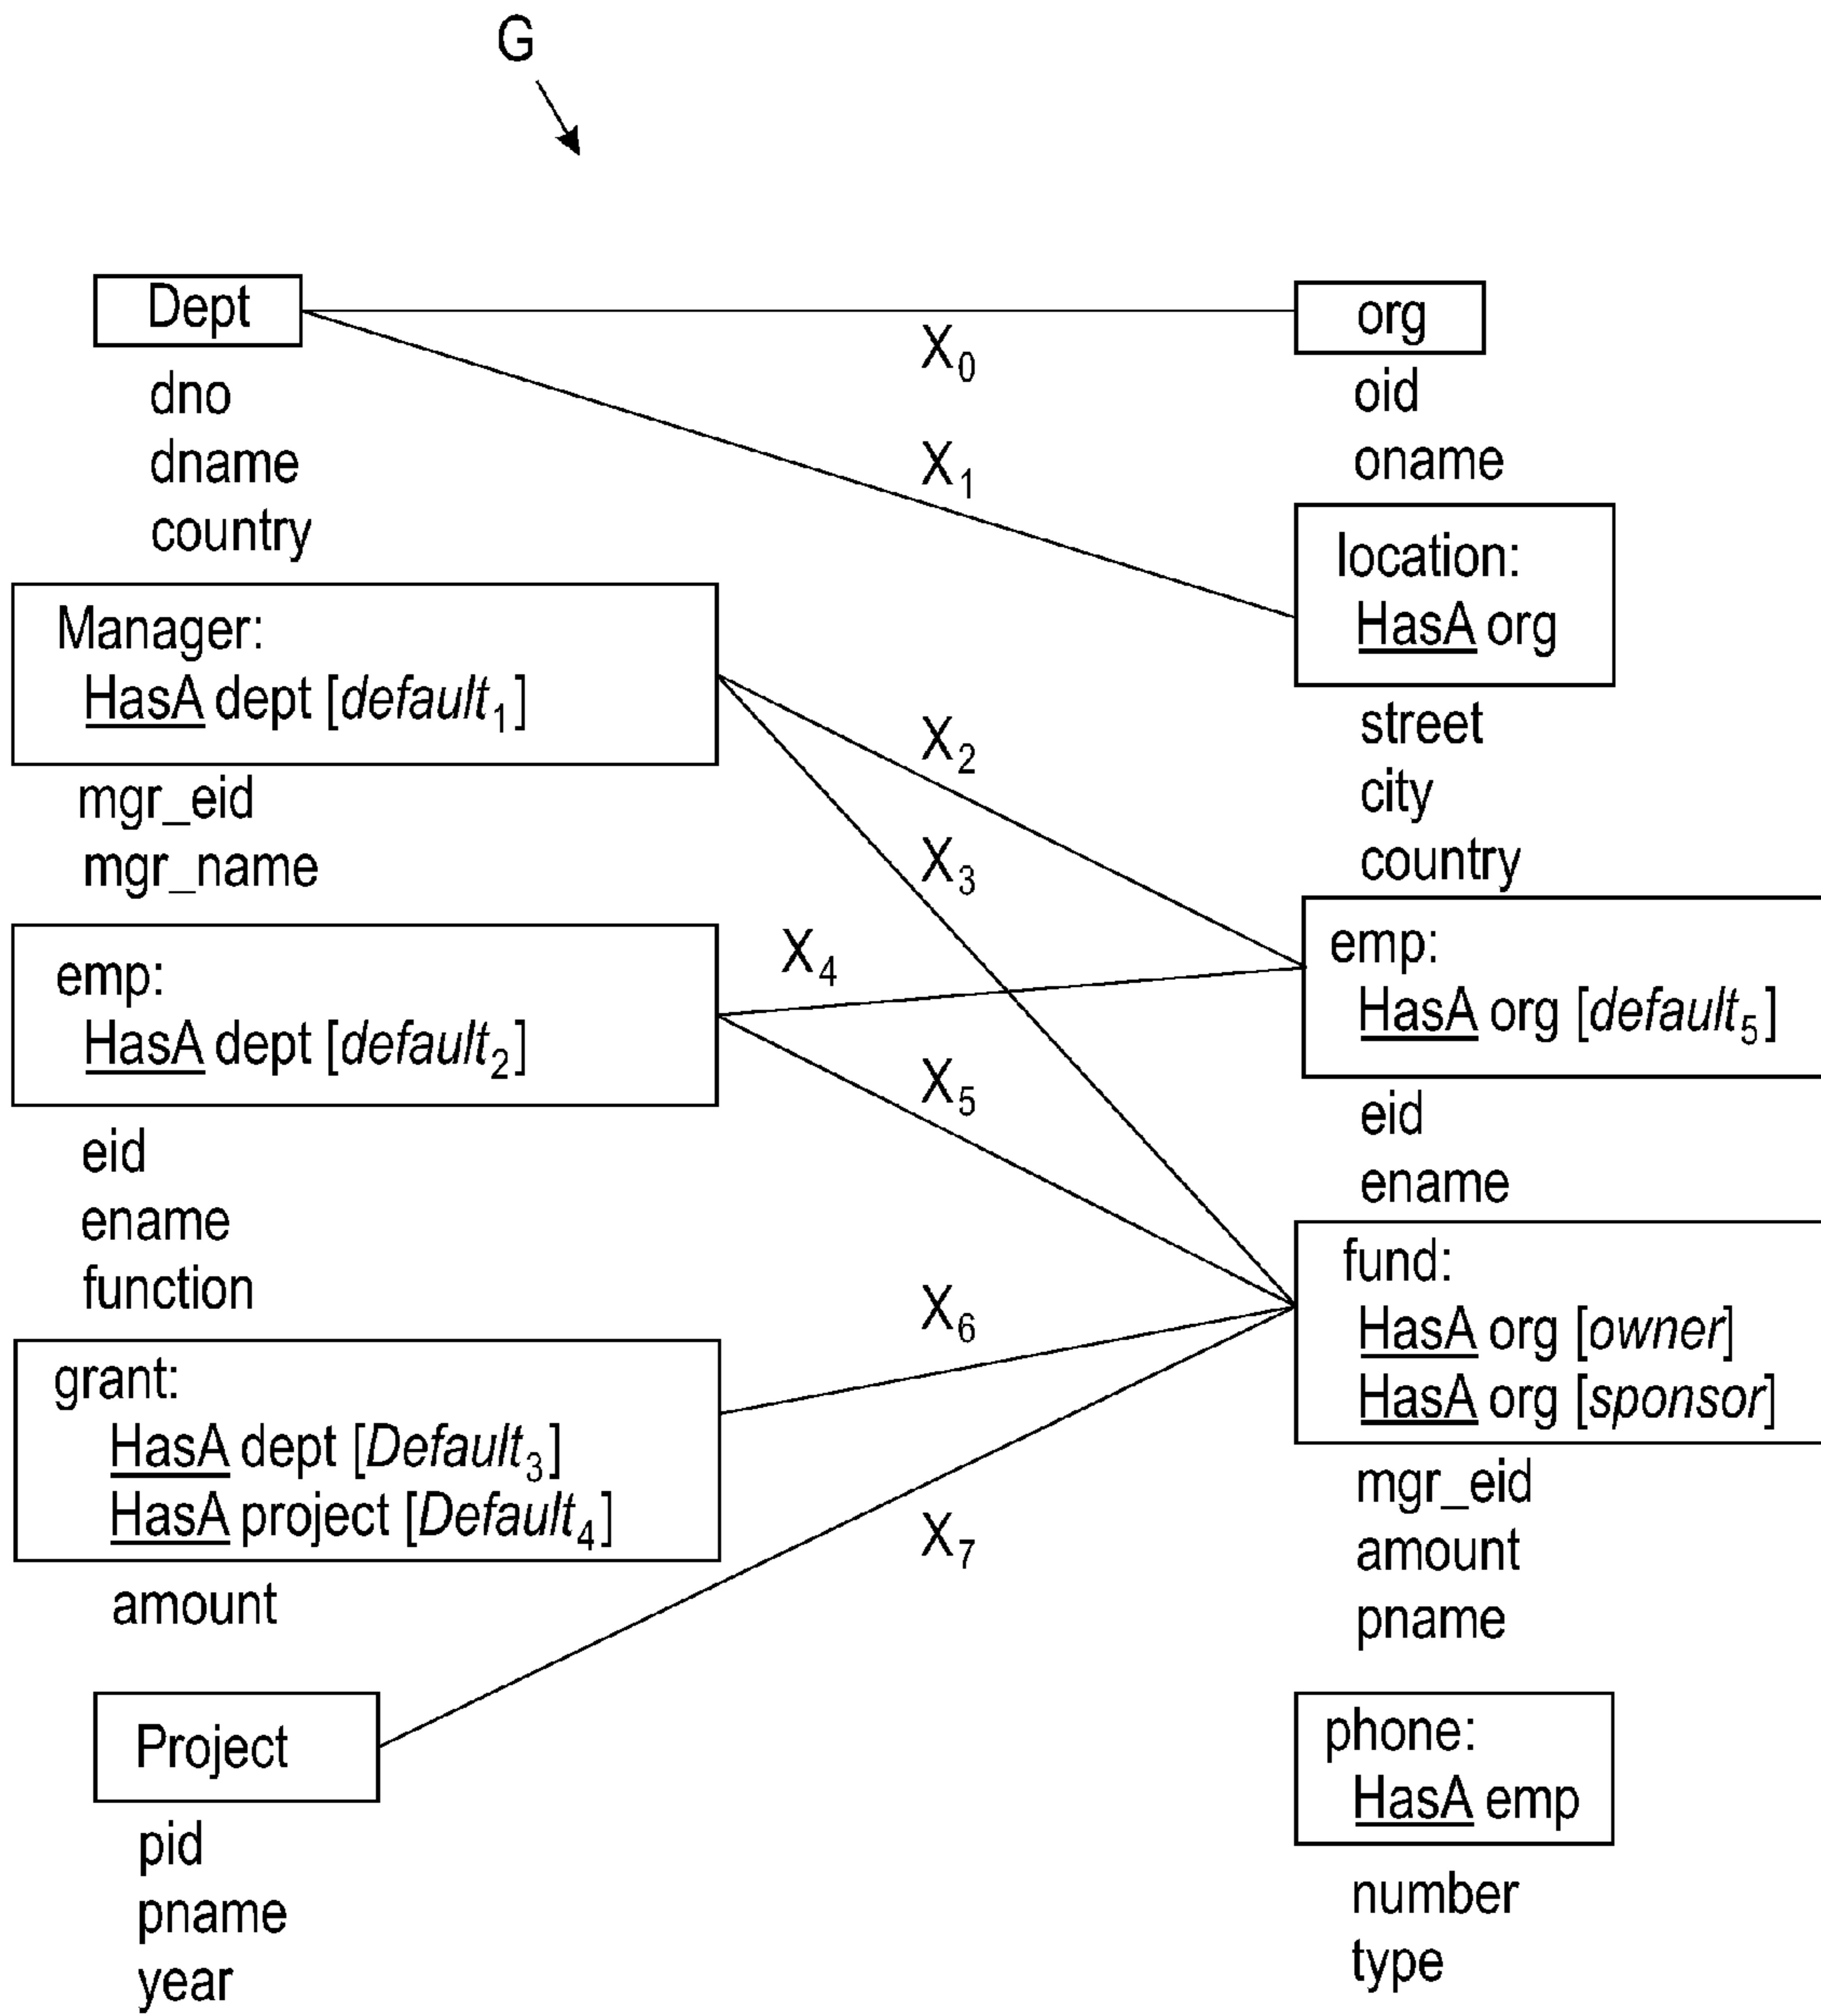 G
Dept
dno
dname
country
Manager:
HasA dept [default1]
mgr_eid
mgr_name
emp:
HasA dept [default2]
eid
ename
function
grant:
HasA dept [Default3]
HasA project [Default4]
amount
Project
pid
pname
year
X0
X1
X2
X3
X4
X5
X6
X7
org
oid
oname
location:
HasA org
street
city
country
emp:
HasA org [default5]
eid
ename
fund:
HasA org [owner]
HasA org [sponsor]
mgr_eid
amount
pname
phone:
HasA emp
number
type